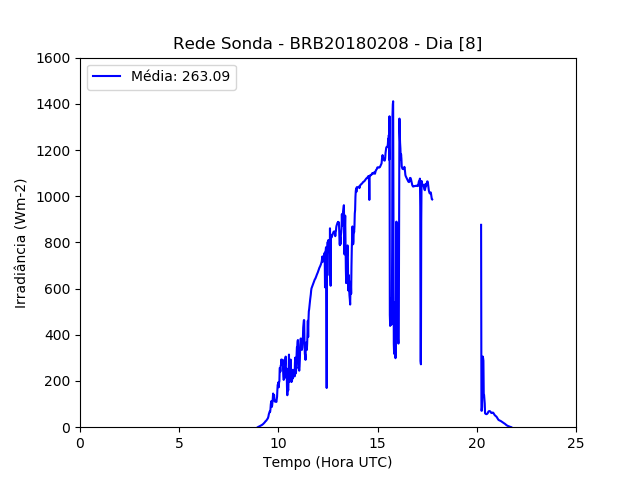 Rede Sonda - BRB20180208 - Dia [8]
Média: 263.09
1600
1400
1200
1000
800
600
400
200
0
Irradiância (Wm-2)
0 5 10 15 20 25
Tempo (Hora UTC)